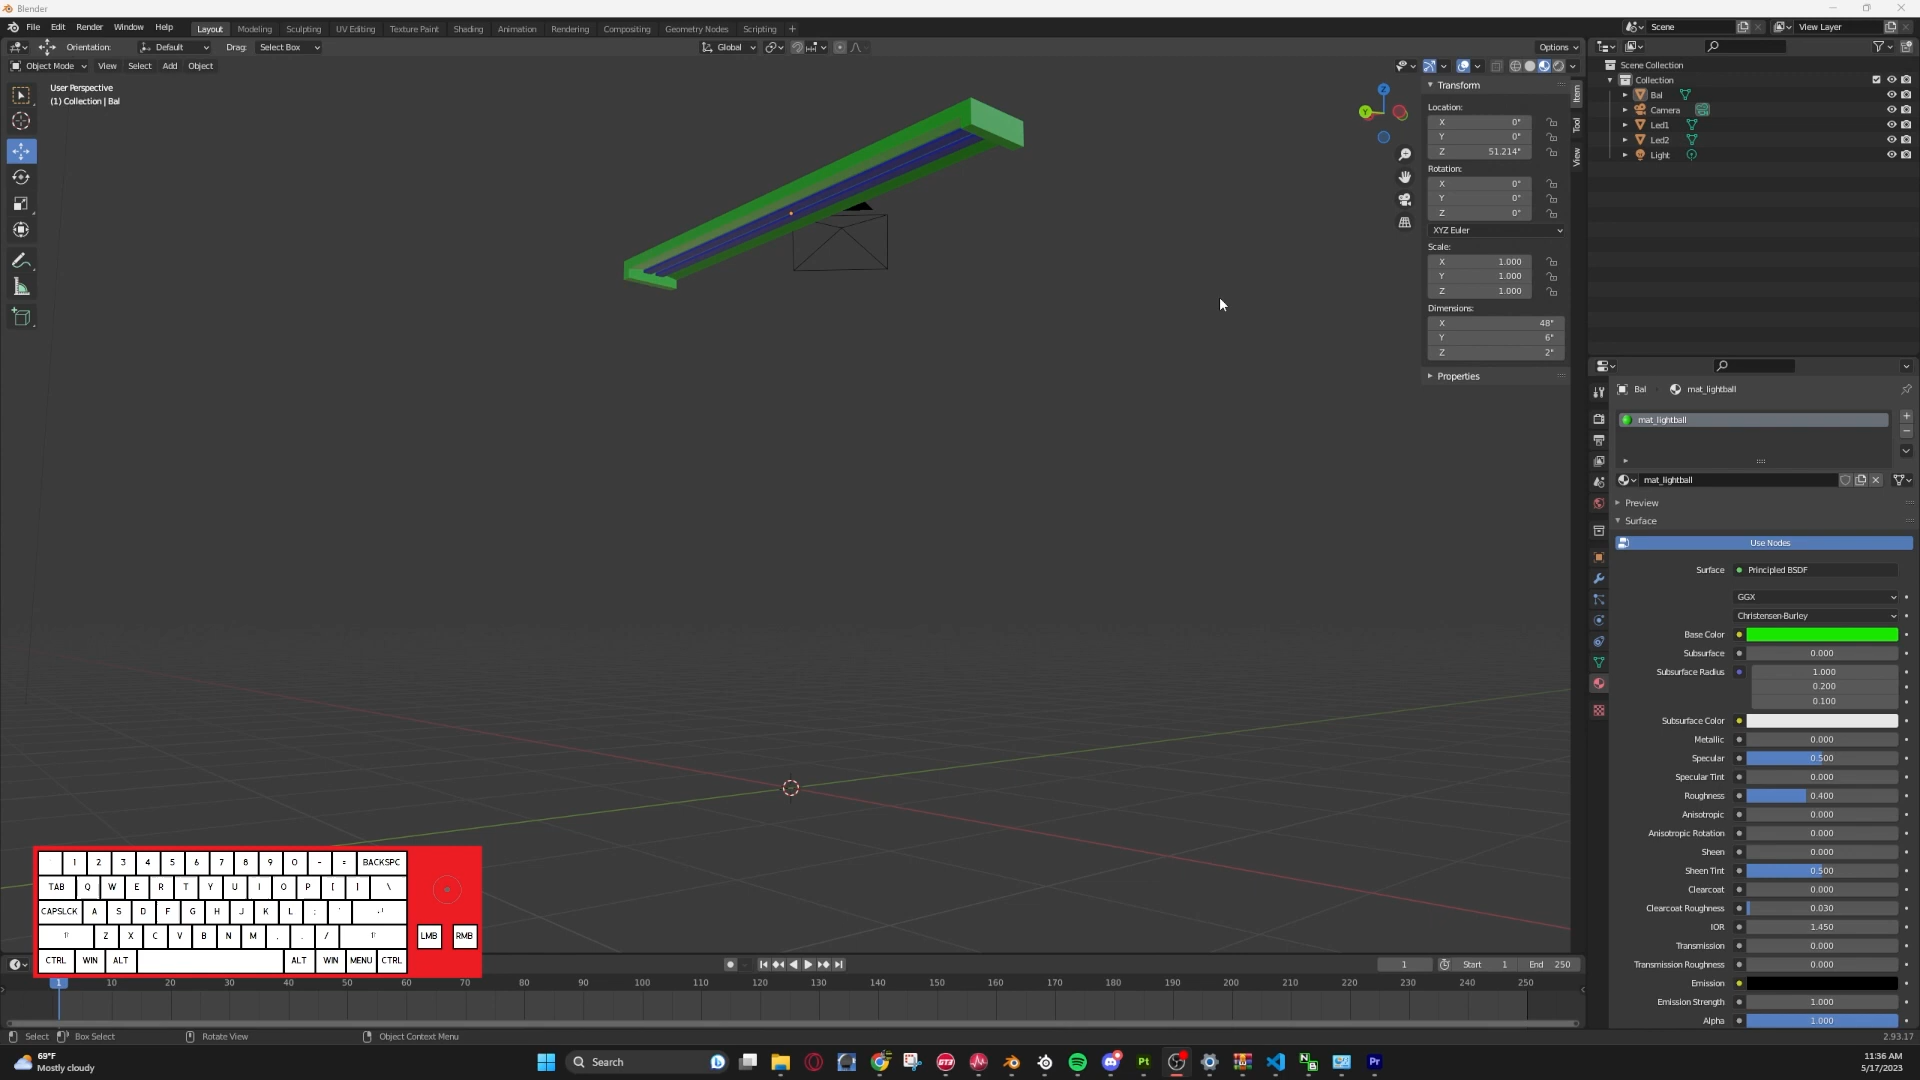 Blender
File Edit Render Window Help Layout Modeling Sculpting UV Editing Texture Paint Shading Animation Rendering Compositing Geometry Nodes Scripting + Scene View Layer
Orientation: Default Drag: Select Box Global Options
Object Mode View Select Add Object
User Perspective
(1) Collection | Bal
Transform
Location:
X 0"
Y 0"
Z 51.214"
Rotation:
X 0°
Y 0°
Z 0°
XYZ Euler
Scale:
X 1.000
Y 1.000
Z 1.000
Dimensions:
X 48"
Y 6"
Z 2"
Properties
Item
Tool
View
Z
Y
Scene Collection
Collection
Bal
Camera
Led1
Led2
Light
Bal mat_lightball
mat_lightball
mat_lightball
Preview
Surface
Use Nodes
Surface Principled BSDF
GGX
Christensen-Burley
Base Color
Subsurface 0.000
Subsurface Radius 1.000
0.200
0.100
Subsurface Color
Metallic 0.000
Specular 0.500
Specular Tint 0.000
Roughness 0.400
Anisotropic 0.000
Anisotropic Rotation 0.000
Sheen 0.000
Sheen Tint 0.500
Clearcoat 0.000
Clearcoat Roughness 0.030
IOR 1.450
Transmission 0.000
Transmission Roughness 0.000
Emission
Emission Strength 1.000
Alpha 1.000
1 2 3 4 5 6 7 8 9 0 - = BACKSPC
TAB Q W E R T Y U I O P [ ] \
CAPSLCK A S D F G H J K L ; '
Z X C V B N M , . / LMB RMB
CTRL WIN ALT ALT WIN MENU CTRL
1 Start 1 End 250
1 10 20 30 40 50 60 70 80 90 100 110 120 130 140 150 160 170 180 190 200 210 220 230 240 250
Select Box Select Rotate View Object Context Menu 2.93.17
69°F
Mostly cloudy
Search
Pt
Pr
11:36 AM
5/17/2023